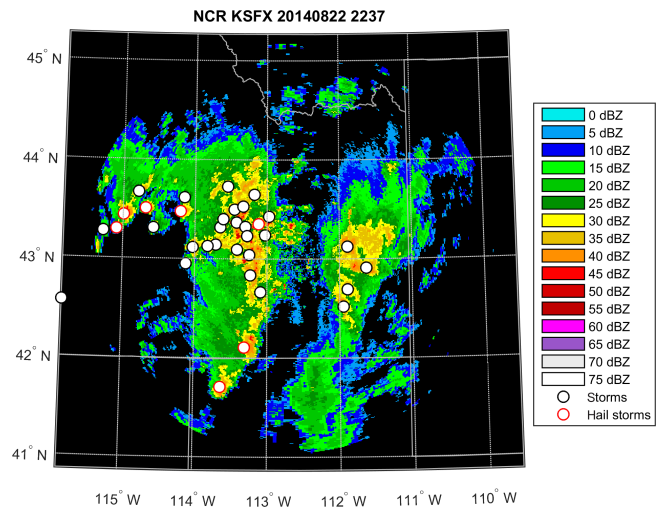 NCR KSFX 20140822 2237
45° N
44° N
43° N
42° N
41° N
115° W
114° W
113° W
112° W
111° W
110° W
0 dBZ
5 dBZ
10 dBZ
15 dBZ
20 dBZ
25 dBZ
30 dBZ
35 dBZ
40 dBZ
45 dBZ
50 dBZ
55 dBZ
60 dBZ
65 dBZ
70 dBZ
75 dBZ
Storms
Hail storms